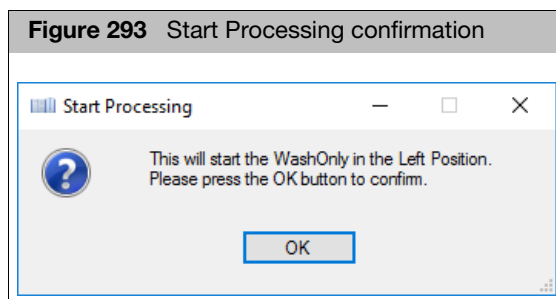 Figure 293 Start Processing confirmation
Start Processing
This will start the WashOnly in the Left Position.
Please press the OK button to confirm.
OK